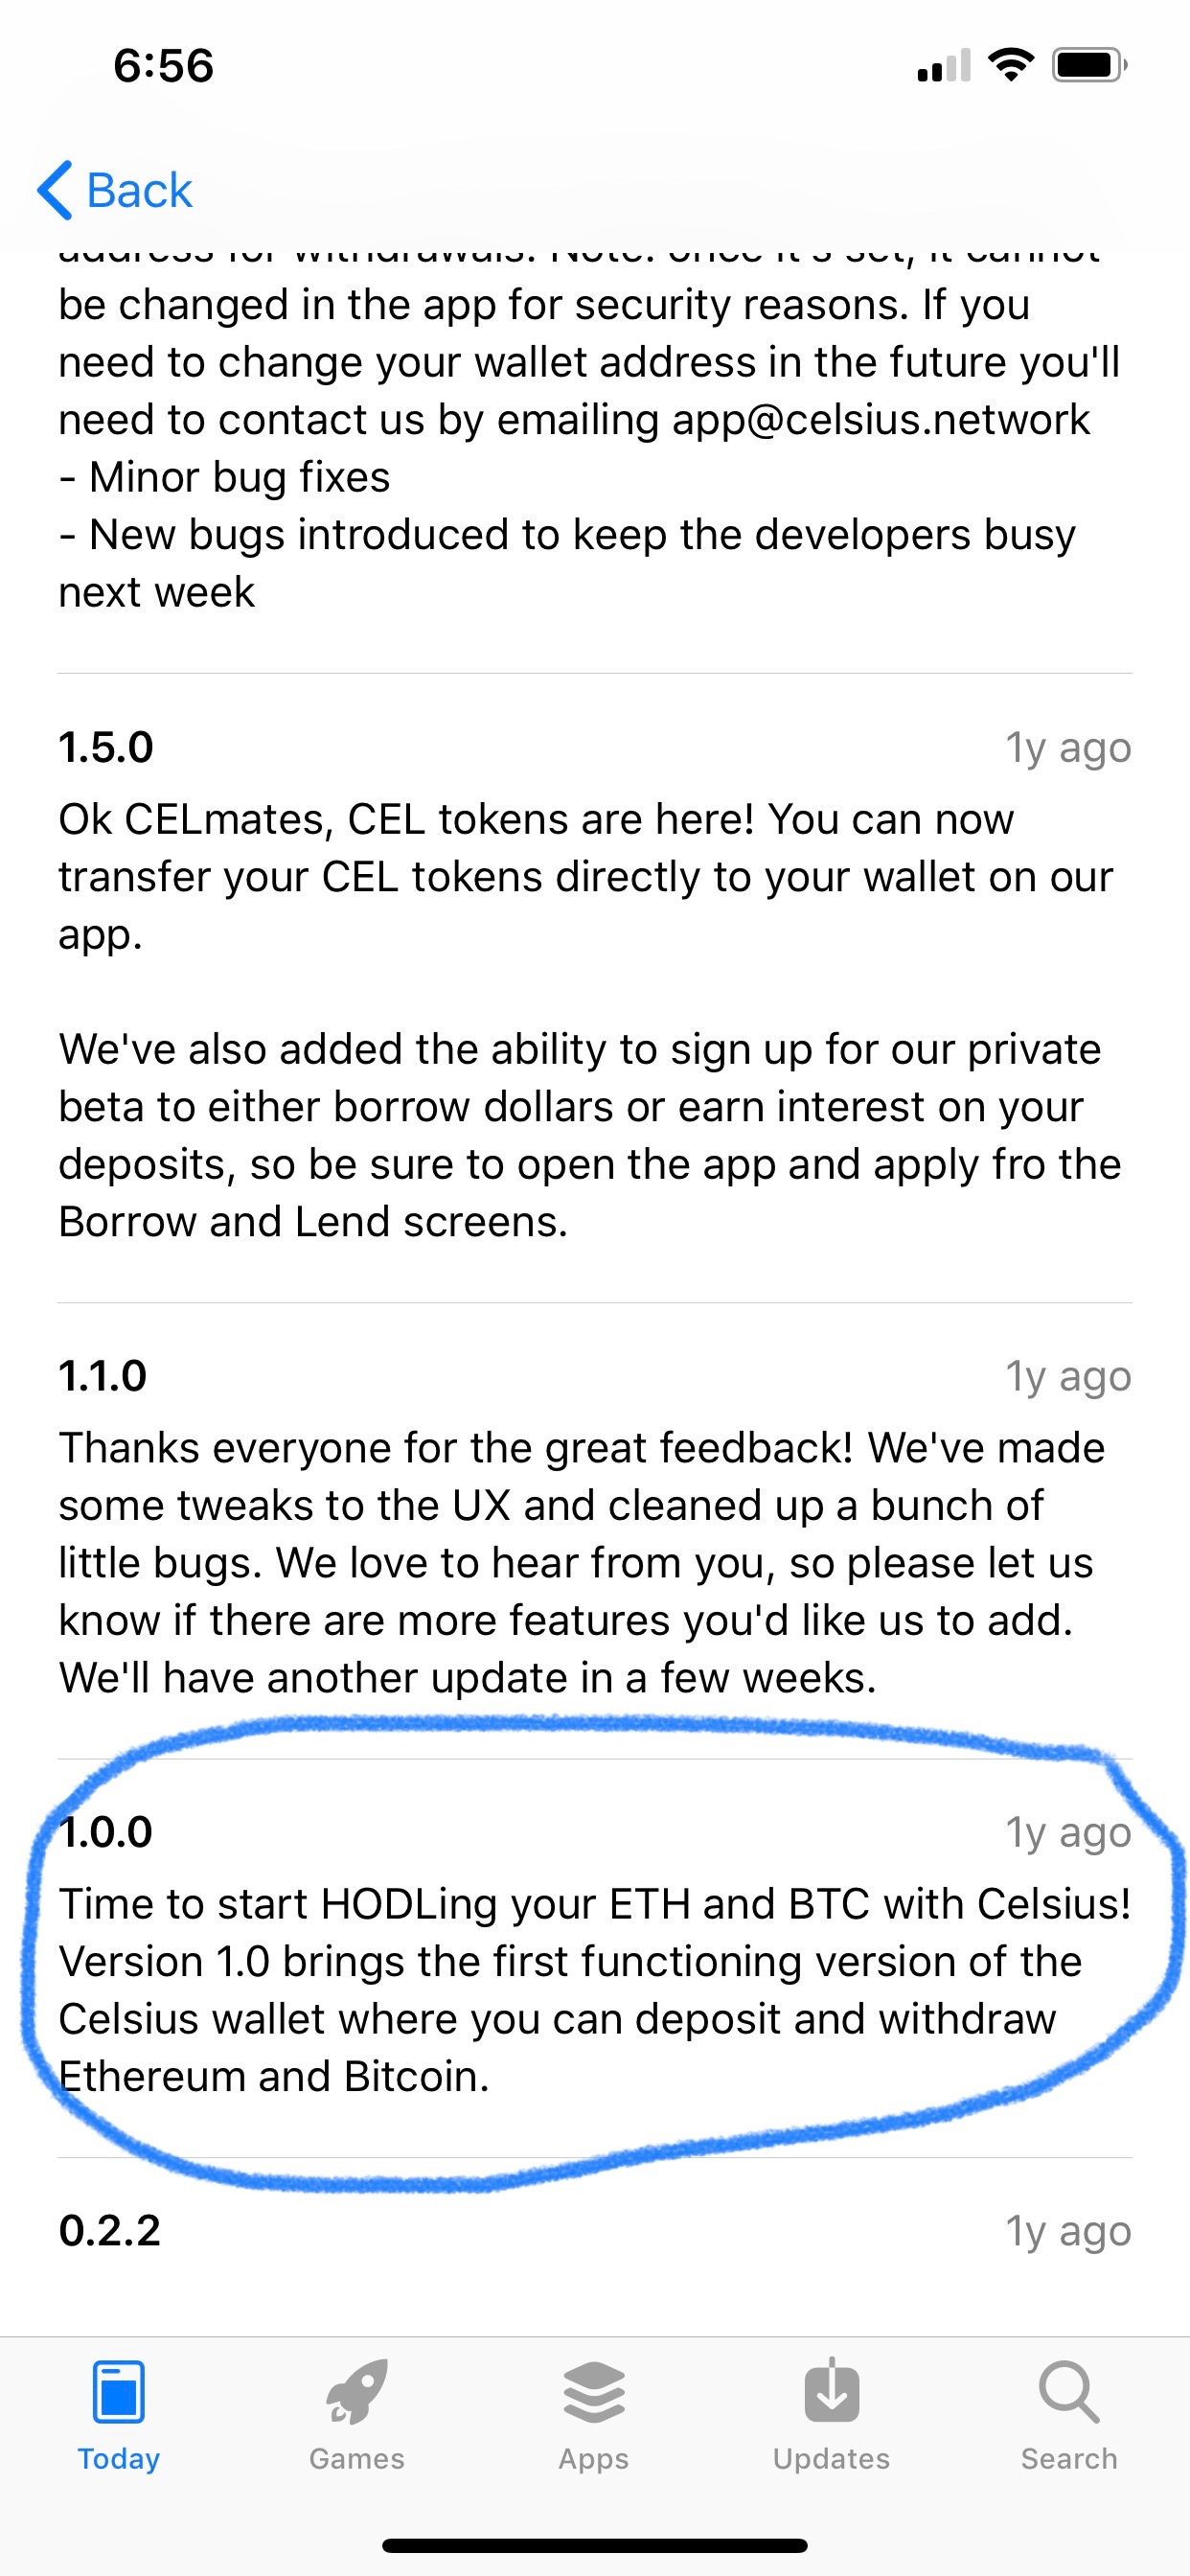 6:56
Back
address for withdrawals. Note: once it's set, it cannot
be changed in the app for security reasons. If you
need to change your wallet address in the future you'll
need to contact us by emailing app@celsius.network
- Minor bug fixes
- New bugs introduced to keep the developers busy
next week
1.5.0 1y ago
Ok CELmates, CEL tokens are here! You can now
transfer your CEL tokens directly to your wallet on our
app.
We've also added the ability to sign up for our private
beta to either borrow dollars or earn interest on your
deposits, so be sure to open the app and apply fro the
Borrow and Lend screens.
1.1.0 1y ago
Thanks everyone for the great feedback! We've made
some tweaks to the UX and cleaned up a bunch of
little bugs. We love to hear from you, so please let us
know if there are more features you'd like us to add.
We'll have another update in a few weeks.
1.0.0 1y ago
Time to start HODLing your ETH and BTC with Celsius!
Version 1.0 brings the first functioning version of the
Celsius wallet where you can deposit and withdraw
Ethereum and Bitcoin.
0.2.2 1y ago
Today Games Apps Updates Search